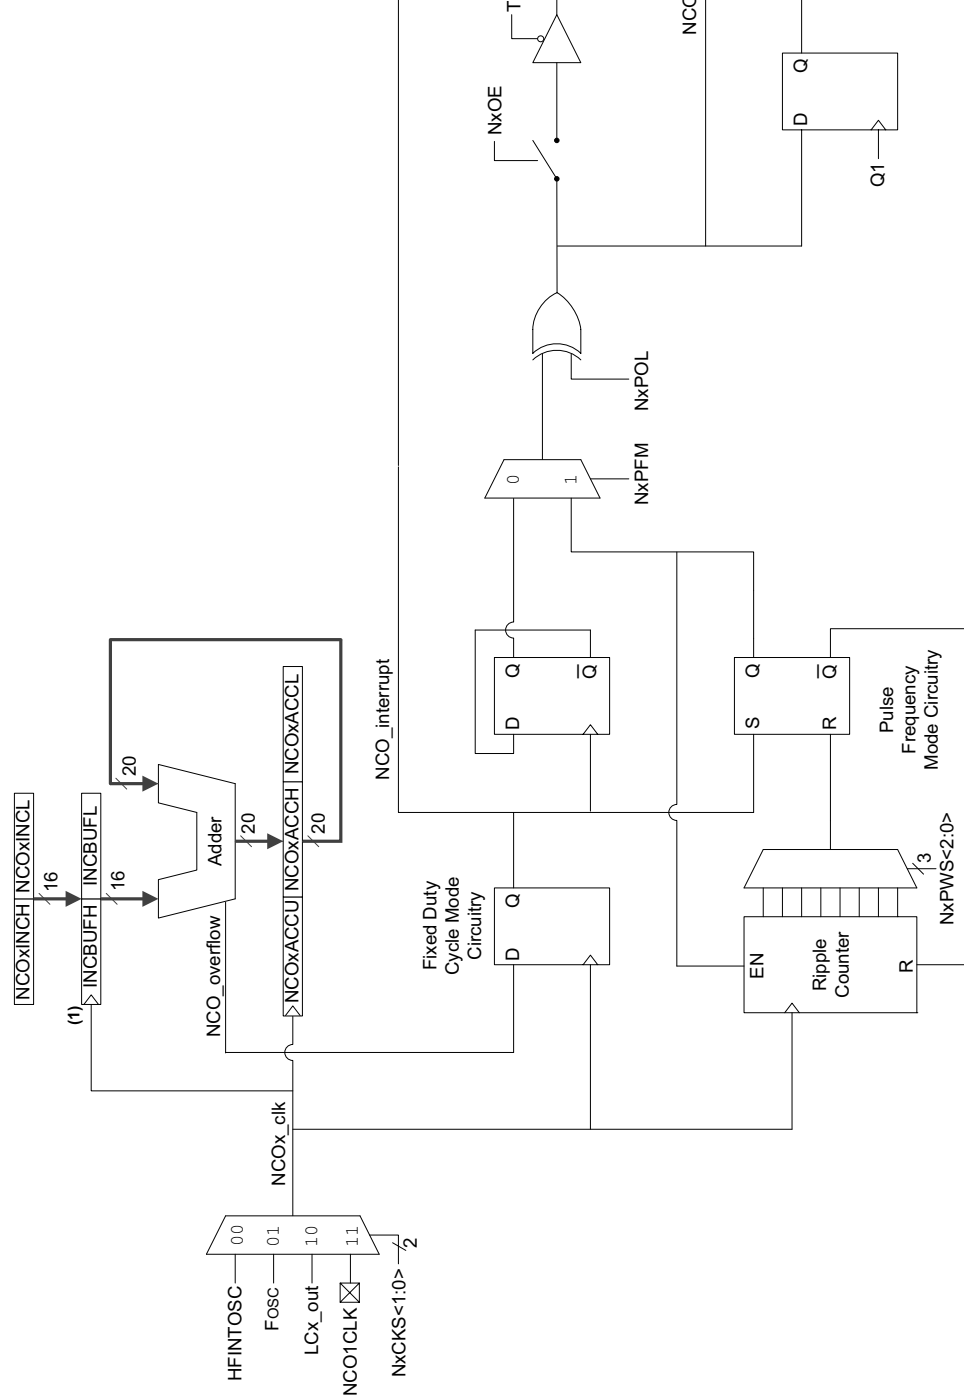 NCOxINCH NCOxINCL
16
(1)
INCBUFH INCBUFL
16
20
Adder
NCO_overflow
20
NCOxACCU NCOxACCH NCOxACCL
20
NCOx_clk
HFINTOSC
00
FOSC
01
LCx_out
10
NCO1CLK
11
NxCKS<1:0>
2
NCO_interrupt
Fixed Duty
Cycle Mode
Circuitry
D
Q
D
Q
Q
0
1
NxPFM
NxPOL
NxOE
T
NCO
D
Q
Q1
EN
Ripple
Counter
R
3
NxPWS<2:0>
S
Q
R
Q
Pulse
Frequency
Mode Circuitry